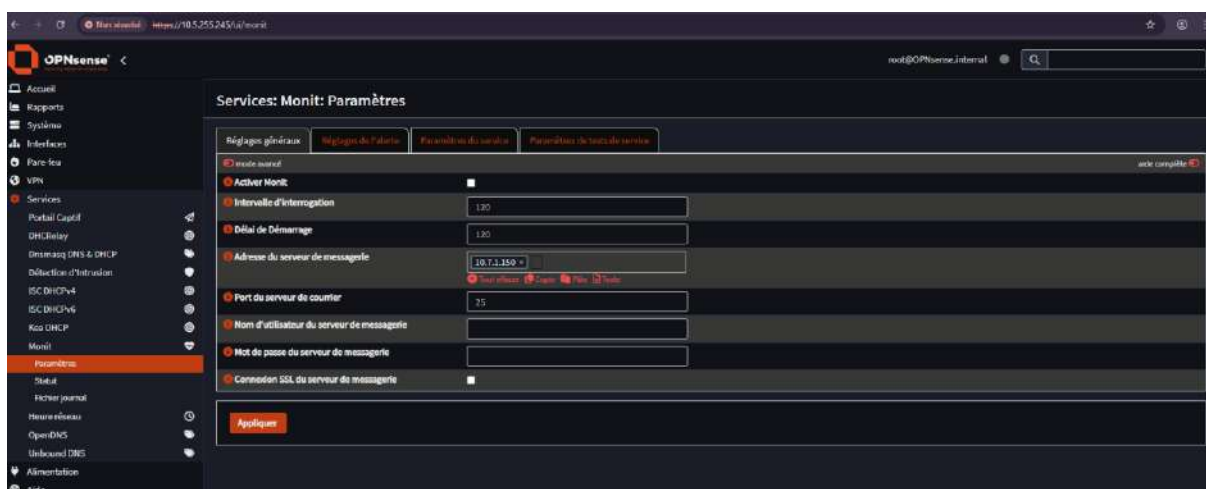 https://10.5.255.245/ui/monit
OPNsense
root@OPNsense.internal
Accueil
Rapports
Système
Interfaces
Pare-feu
VPN
Services
Portail Captif
DHCRelay
Dnsmasq DNS & DHCP
Détection d'Intrusion
ISC DHCPv4
ISC DHCPv6
Kea DHCP
Monit
Paramètres
Statut
Fichier journal
Heure réseau
OpenDNS
Unbound DNS
Alimentation
Services: Monit: Paramètres
Réglages généraux
Réglages de l'alerte
Paramètres du service
Paramètres de tests de service
mode avancé
aide complète
Activer Monit
Intervalle d'interrogation
120
Délai de Démarrage
120
Adresse du serveur de messagerie
10.7.1.150 ×
Tout effacer Copie Texte
Port du serveur de courrier
25
Nom d'utilisateur du serveur de messagerie
Mot de passe du serveur de messagerie
Connexion SSL du serveur de messagerie
Appliquer